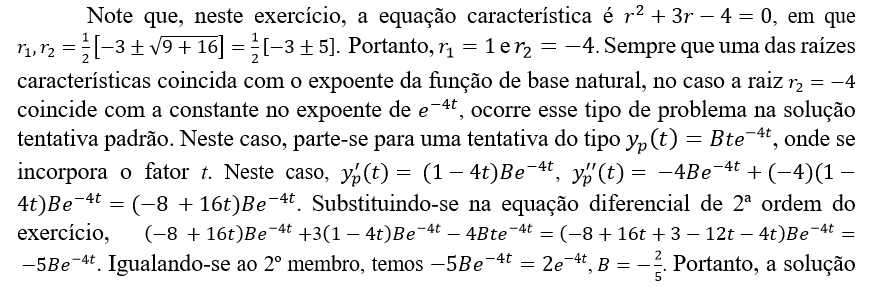 Note que, neste exercício, a equação característica é r² + 3r − 4 = 0, em que
r₁, r₂ = ½[−3 ± √(9 + 16)] = ½[−3 ± 5]. Portanto, r₁ = 1 e r₂ = −4. Sempre que uma das raízes
características coincida com o expoente da função de base natural, no caso a raiz r₂ = −4
coincide com a constante no expoente de e⁻⁴ᵗ, ocorre esse tipo de problema na solução
tentativa padrão. Neste caso, parte-se para uma tentativa do tipo yₚ(t) = Bte⁻⁴ᵗ, onde se
incorpora o fator t. Neste caso, yₚ′(t) = (1 − 4t)Be⁻⁴ᵗ, yₚ′′(t) = −4Be⁻⁴ᵗ + (−4)(1 −
4t)Be⁻⁴ᵗ = (−8 + 16t)Be⁻⁴ᵗ. Substituindo-se na equação diferencial de 2ª ordem do
exercício, (−8 + 16t)Be⁻⁴ᵗ +3(1 − 4t)Be⁻⁴ᵗ − 4Bte⁻⁴ᵗ = (−8 + 16t + 3 − 12t − 4t)Be⁻⁴ᵗ =
−5Be⁻⁴ᵗ. Igualando-se ao 2º membro, temos −5Be⁻⁴ᵗ = 2e⁻⁴ᵗ, B = −2/5. Portanto, a solução